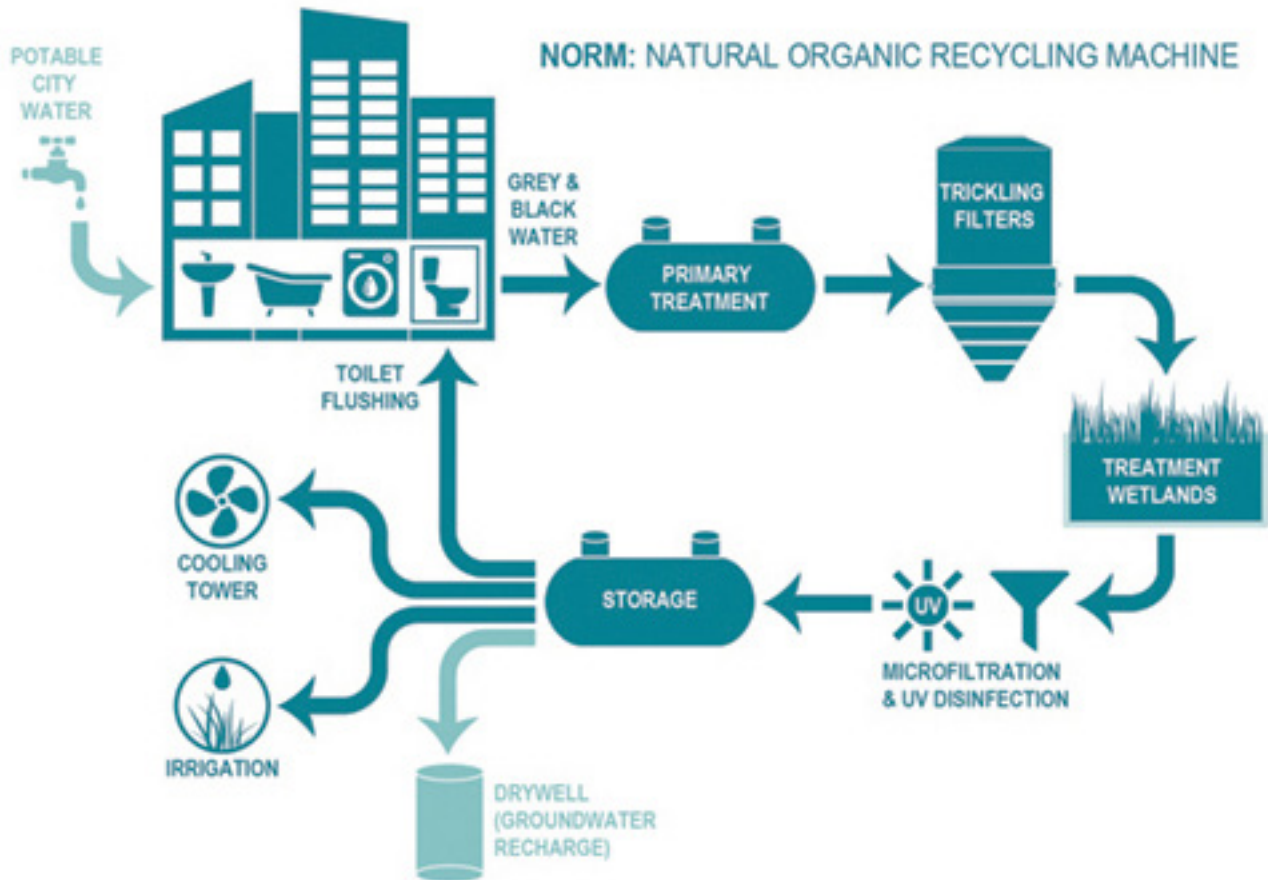 NORM: NATURAL ORGANIC RECYCLING MACHINE
POTABLE
CITY
WATER
GREY &
BLACK
WATER
PRIMARY
TREATMENT
TRICKLING
FILTERS
TREATMENT
WETLANDS
UV
MICROFILTRATION
& UV DISINFECTION
STORAGE
TOILET
FLUSHING
COOLING
TOWER
IRRIGATION
DRYWELL
(GROUNDWATER
RECHARGE)